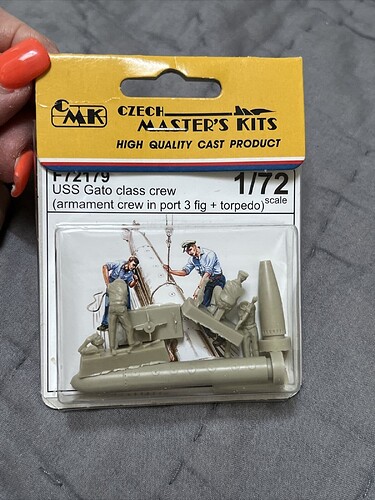 CMK
CZECH
MASTER'S KITS
HIGH QUALITY CAST PRODUCT
F72179
USS Gato class crew
(armament crew in port 3 fig + torpedo)
1/72
scale